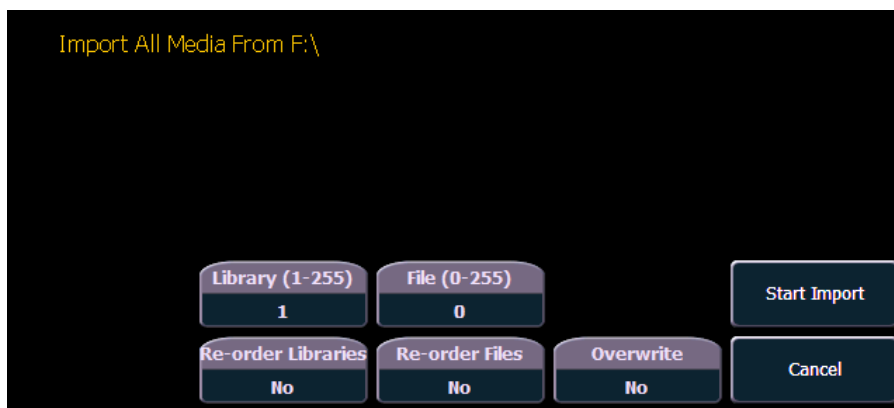 Import All Media From F:\
Library (1-255)
1
File (0-255)
0
Start Import
Re-order Libraries
No
Re-order Files
No
Overwrite
No
Cancel